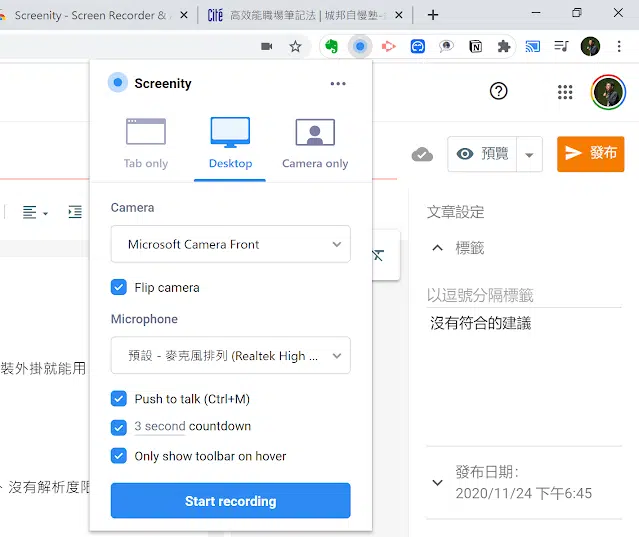 Screenity - Screen Recorder &
Cité 高效能職場筆記法 | 城邦自慢塾-
Screenity
Tab only
Desktop
Camera only
Camera
Microsoft Camera Front
Flip camera
Microphone
預設 - 麥克風排列 (Realtek High ...
Push to talk (Ctrl+M)
3 second countdown
Only show toolbar on hover
Start recording
裝外掛就能用
、沒有解析度限
預覽
發布
文章設定
標籤
以逗號分隔標籤
沒有符合的建議
發布日期：
2020/11/24 下午6:45